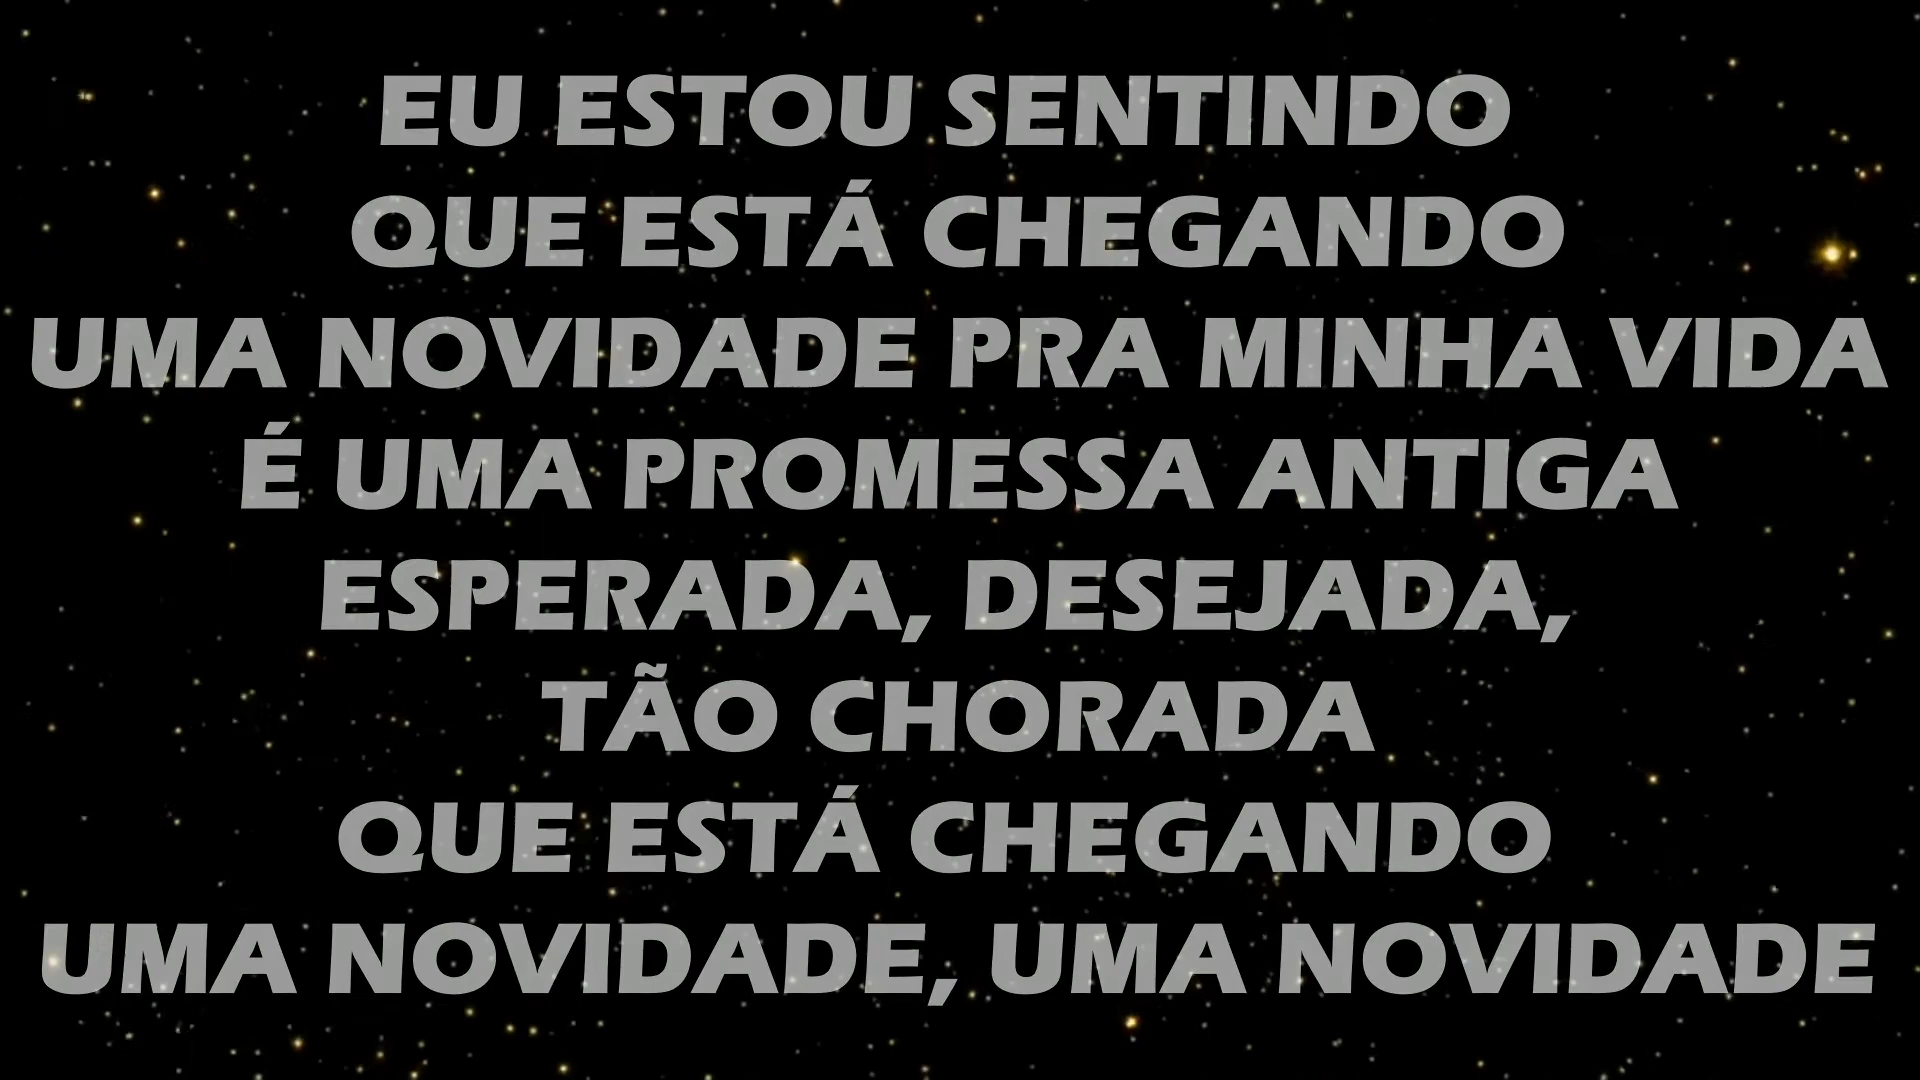 EU ESTOU SENTINDO
QUE ESTÁ CHEGANDO
UMA NOVIDADE PRA MINHA VIDA
É UMA PROMESSA ANTIGA
ESPERADA, DESEJADA,
TÃO CHORADA
QUE ESTÁ CHEGANDO
UMA NOVIDADE, UMA NOVIDADE